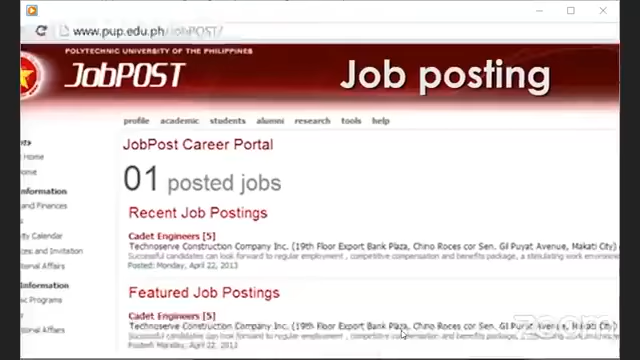 www.pup.edu.ph/jobPOST/
POLYTECHNIC UNIVERSITY OF THE PHILIPPINES
JobPOST
Job posting
profile academic students alumni research tools help
JobPost Career Portal
Home
01 posted jobs
Information
and Finances
Recent Job Postings
Calendar
Cadet Engineers [5]
Technoserve Construction Company Inc. (19th Floor Export Bank Plaza, Chino Roces cor Sen. Gil Puyat Avenue, Makati City)
and Invitation
Successful candidates can look forward to regular employment , competitive compensation and benefits package, a stimulating work
Posted: Monday, April 22, 2013
Affairs
Information
Featured Job Postings
Programs
Cadet Engineers [5]
Technoserve Construction Company Inc. (19th Floor Export Bank Plaza, Chino Roces cor Sen. Gil Puyat Avenue, Makati City)
Affairs
Successful candidates can look forward to regular employment , competitive compensation and benefits package, a stimulating work
Posted: Monday, April 22, 2013
zoom